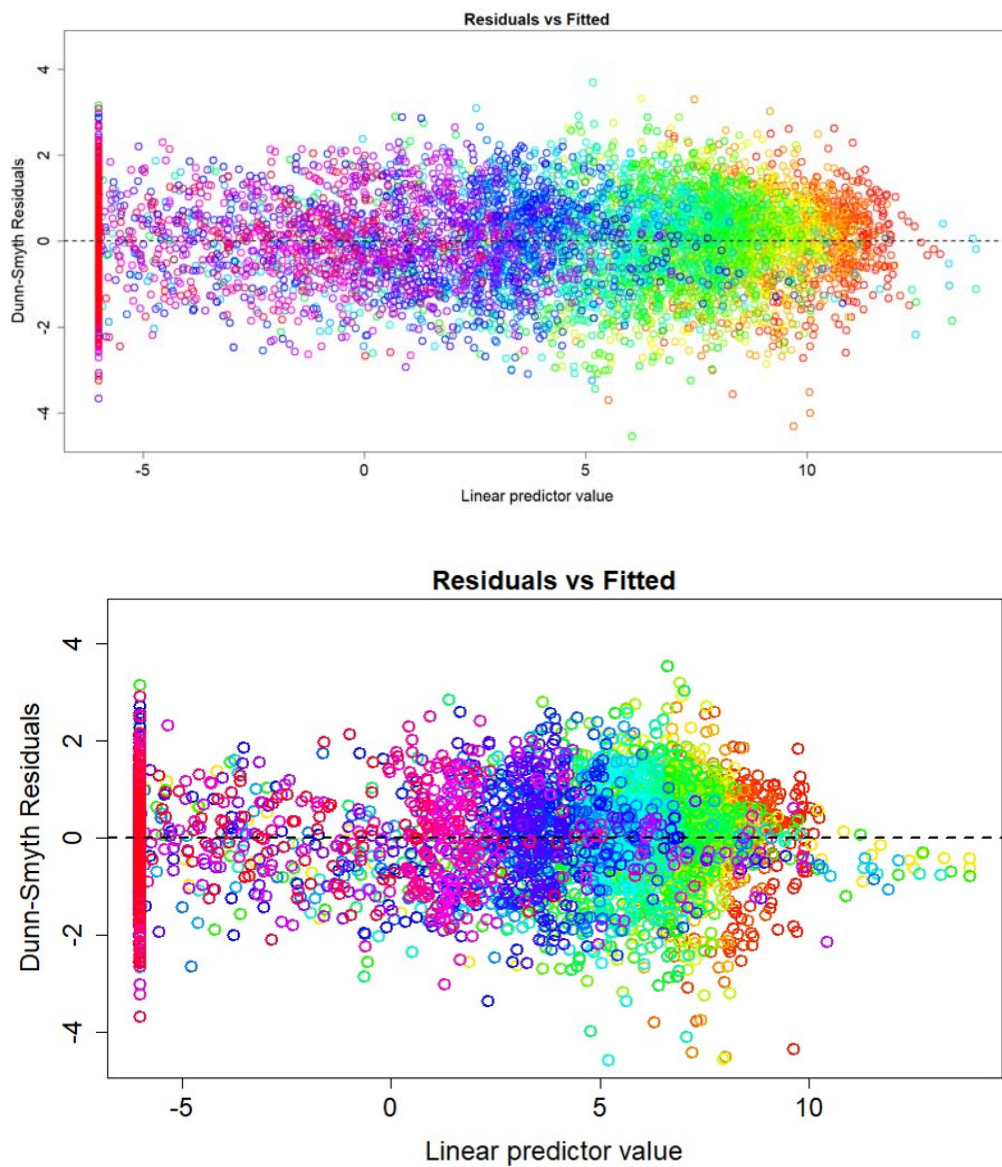 Residuals vs Fitted
4
2
0
-2
-4
Dunn-Smyth Residuals
-5 0 5 10
Linear predictor value
Residuals vs Fitted
4
2
0
-2
-4
Dunn-Smyth Residuals
-5 0 5 10
Linear predictor value